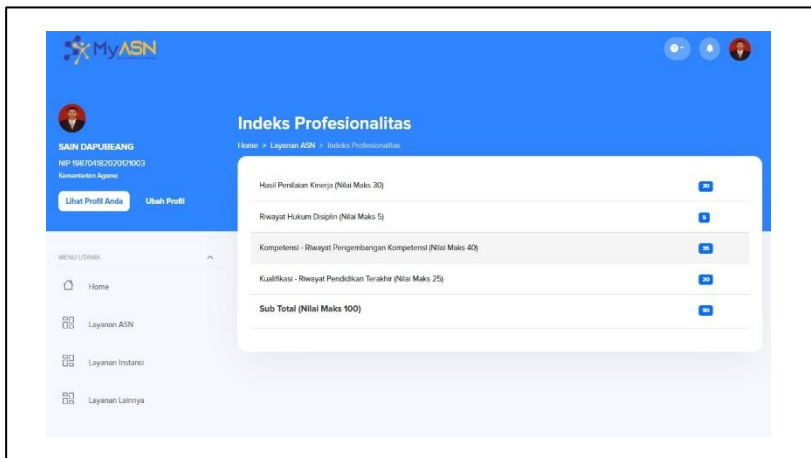 MyASN
SAIN DAPUBEANG
NIP 198704182020121003
Kementerian Agama
Lihat Profil Anda
Ubah Profil
MENU UTAMA
Home
Layanan ASN
Layanan Instansi
Layanan Lainnya
Indeks Profesionalitas
Home > Layanan ASN > Indeks Profesionalitas
Hasil Penilaian Kinerja (Nilai Maks 30) 30
Riwayat Hukum Disiplin (Nilai Maks 5) 5
Kompetensi - Riwayat Pengembangan Kompetensi (Nilai Maks 40) 35
Kualifikasi - Riwayat Pendidikan Terakhir (Nilai Maks 25) 20
Sub Total (Nilai Maks 100) 90